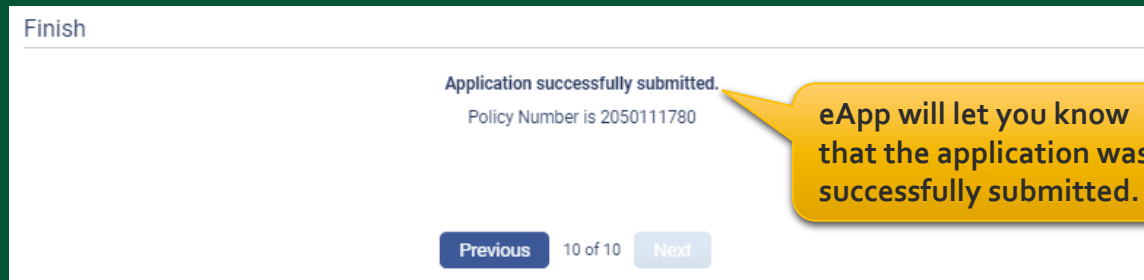 Finish
Application successfully submitted.
Policy Number is 2050111780
eApp will let you know
that the application was
successfully submitted.
Previous 10 of 10 Next